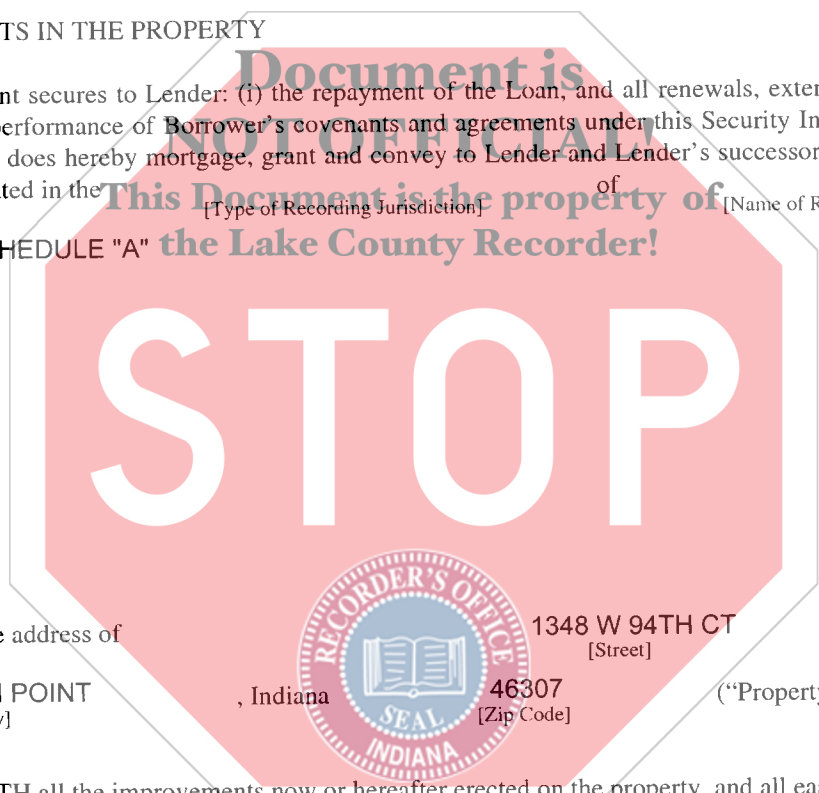 TS IN THE PROPERTY
Document is
nt secures to Lender: (i) the repayment of the Loan, and all renewals, exten
erformance of Borrower's covenants and agreements under this Security In
NOT OFFICIAL!
does hereby mortgage, grant and convey to Lender and Lender's successor
ted in the of
This Document is the property of
[Type of Recording Jurisdiction] [Name of R
HEDULE "A"
the Lake County Recorder!
STOP
RECORDER'S OFFICE
e address of 1348 W 94TH CT
[Street]
POINT , Indiana 46307 ("Property
y] [Zip Code]
SEAL
INDIANA
TH all the improvements now or hereafter erected on the property, and all eas